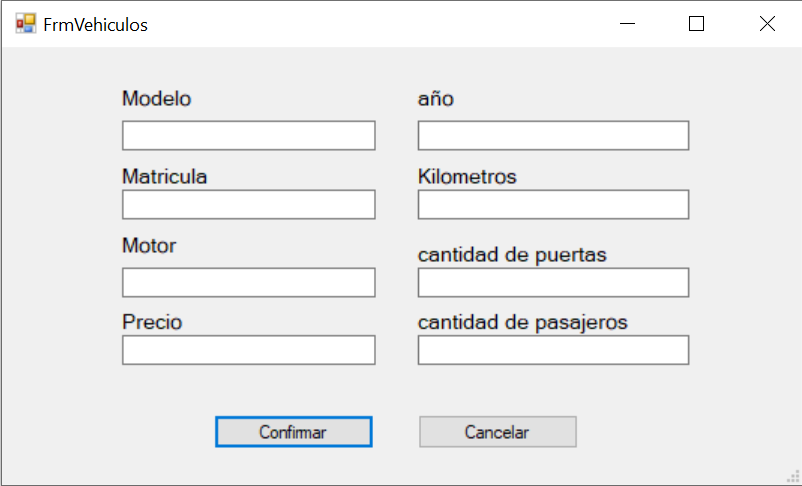 FrmVehiculos
Modelo
año
Matricula
Kilometros
Motor
cantidad de puertas
Precio
cantidad de pasajeros
Confirmar
Cancelar